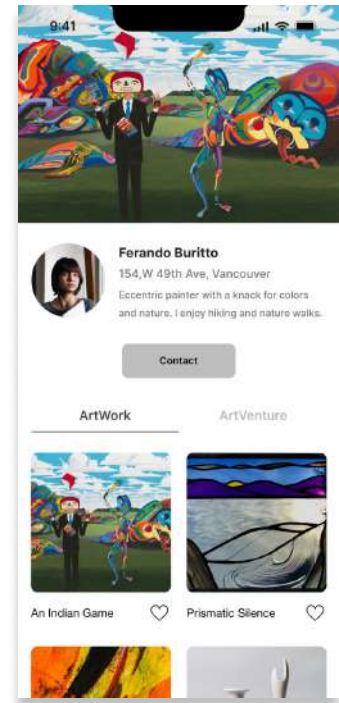 9:41
Ferando Buritto
154,W 49th Ave, Vancouver
Eccentric painter with a knack for colors
and nature. I enjoy hiking and nature walks.
Contact
ArtWork
ArtVenture
An Indian Game
Prismatic Silence